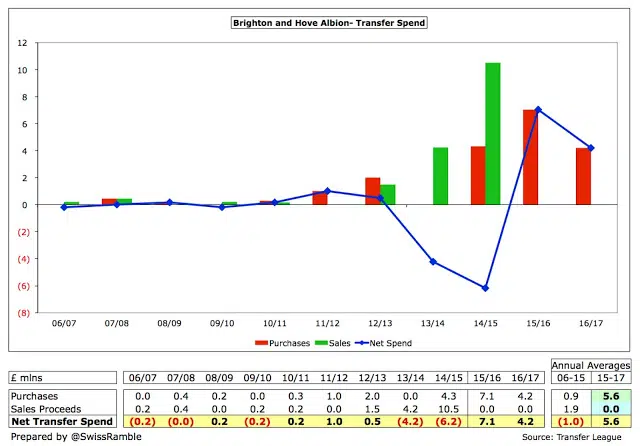 Brighton and Hove Albion- Transfer Spend
12
10
8
6
4
2
0
(2)
(4)
(6)
(8)
06/07 07/08 08/09 09/10 10/11 11/12 12/13 13/14 14/15 15/16 16/17
Purchases Sales Net Spend
Annual Averages
£ mlns 06/07 07/08 08/09 09/10 10/11 11/12 12/13 13/14 14/15 15/16 16/17 06-15 15-17
Purchases 0.0 0.4 0.2 0.0 0.3 1.0 2.0 0.0 4.3 7.1 4.2 0.9 5.6
Sales Proceeds 0.2 0.4 0.0 0.2 0.2 0.0 1.5 4.2 10.5 0.0 0.0 1.9 0.0
Net Transfer Spend (0.2) (0.0) 0.2 (0.2) 0.2 1.0 0.5 (4.2) (6.2) 7.1 4.2 (1.0) 5.6
Prepared by @SwissRamble Source: Transfer League